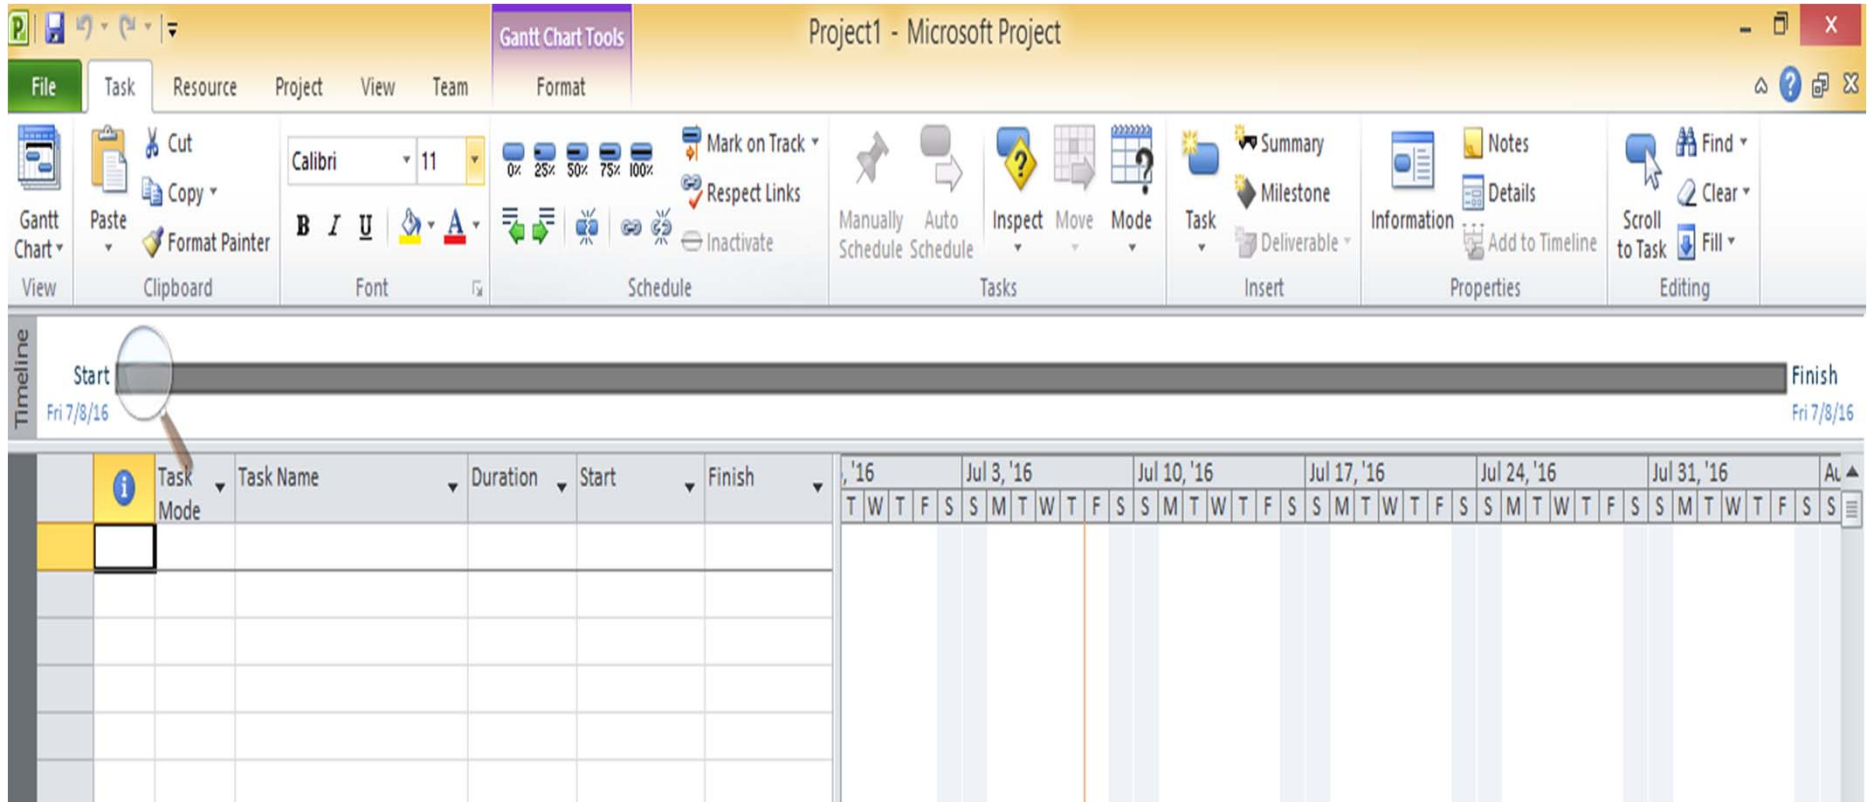 Project1 - Microsoft Project
Gantt Chart Tools
File Task Resource Project View Team Format
Gantt Chart
Paste
Cut
Copy
Format Painter
Calibri 11
B I U A
0% 25% 50% 75% 100%
Mark on Track
Respect Links
Inactivate
Manually Schedule
Auto Schedule
Inspect
Move
Mode
Task
Summary
Milestone
Deliverable
Information
Notes
Details
Add to Timeline
Scroll to Task
Find
Clear
Fill
View Clipboard Font Schedule Tasks Insert Properties Editing
Timeline
Start
Fri 7/8/16
Finish
Fri 7/8/16
Task Mode Task Name Duration Start Finish
, '16 Jul 3, '16 Jul 10, '16 Jul 17, '16 Jul 24, '16 Jul 31, '16
T W T F S S M T W T F S S M T W T F S S M T W T F S S M T W T F S S M T W T F S S